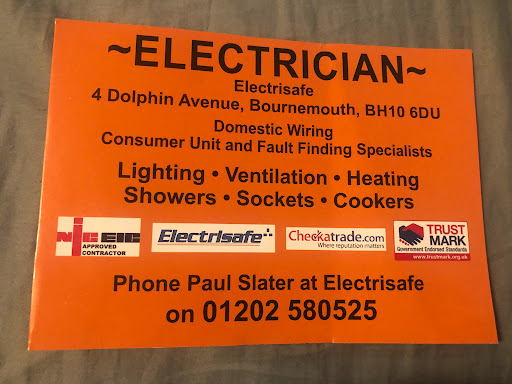 ~ELECTRICIAN~
Electrisafe
4 Dolphin Avenue, Bournemouth, BH10 6DU
Domestic Wiring
Consumer Unit and Fault Finding Specialists
Lighting • Ventilation • Heating
Showers • Sockets • Cookers
NICEIC
APPROVED
CONTRACTOR
Electrisafe
Checkatrade.com
Where reputation matters
TRUST
MARK
Government Endorsed Standards
www.trustmark.org.uk
Phone Paul Slater at Electrisafe
on 01202 580525